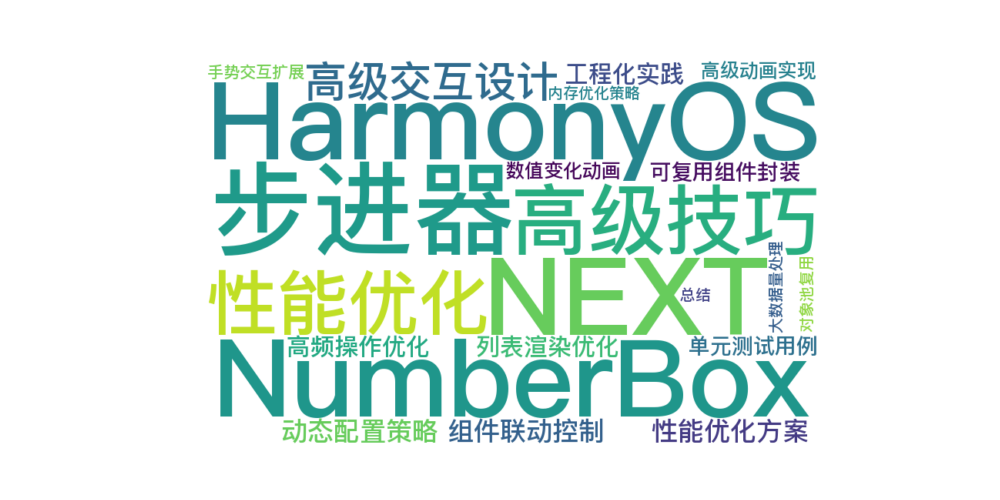 手势交互扩展
高级交互设计
工程化实践
高级动画实现
内存优化策略
HarmonyOS
数值变化动画
可复用组件封装
步进器
高级技巧
大数据量处理
对象池复用
性能优化
NEXT
总结
高频操作优化
列表渲染优化
单元测试用例
NumberBox
动态配置策略
组件联动控制
性能优化方案